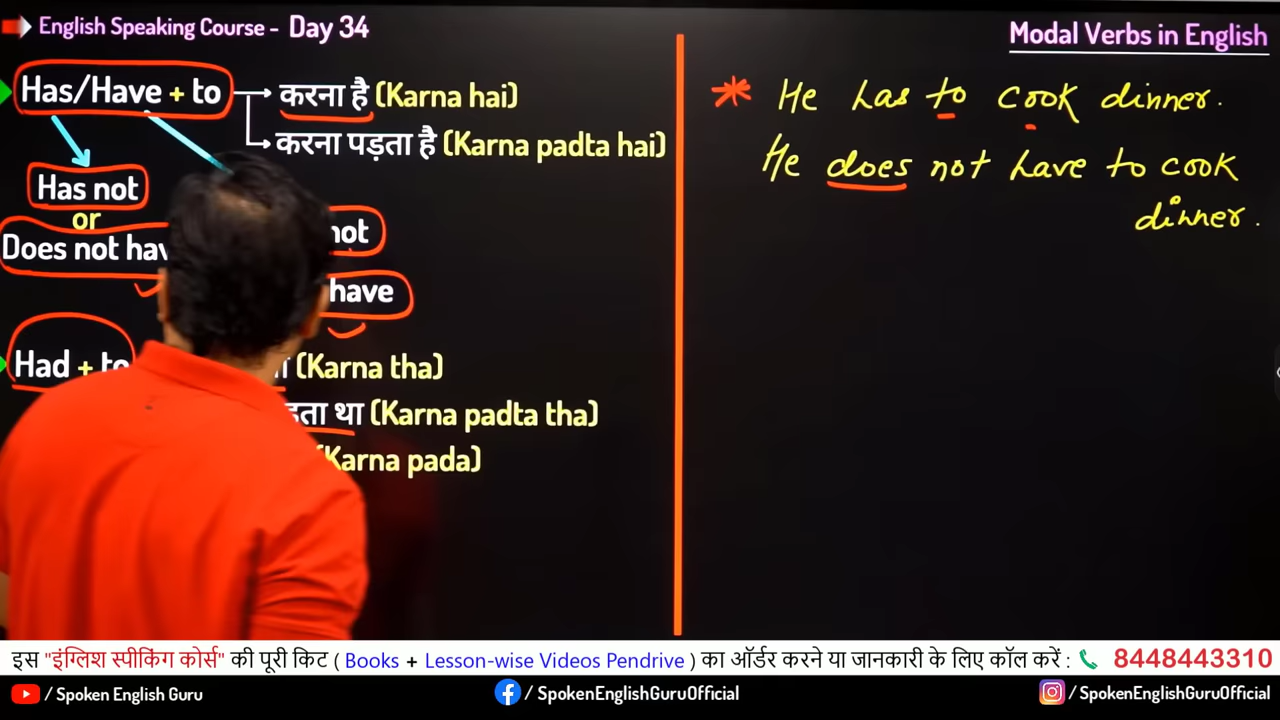 English Speaking Course - Day 34
Modal Verbs in English
Has/Have + to
करना है (Karna hai)
करना पड़ता है (Karna padta hai)
Has not
or
Does not hav
not
have
Had + to
(Karna tha)
ड़ता था (Karna padta tha)
(Karna pada)
* He has to cook dinner.
He does not have to cook
dinner.
इस "इंग्लिश स्पीकिंग कोर्स" की पूरी किट ( Books + Lesson-wise Videos Pendrive ) का ऑर्डर करने या जानकारी के लिए कॉल करें : 8448443310
/ Spoken English Guru
/ SpokenEnglishGuruOfficial
/ SpokenEnglishGuruOfficial